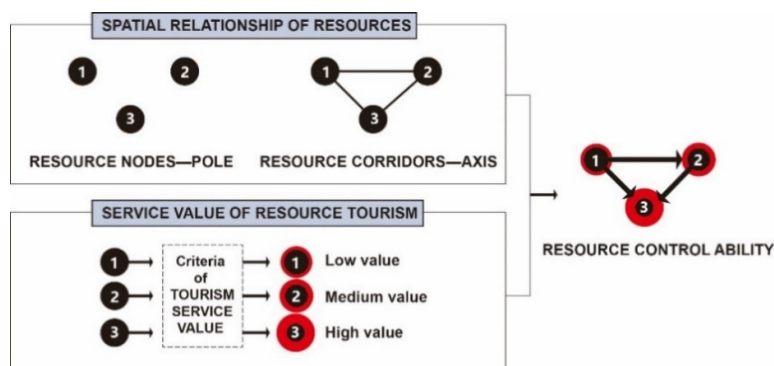 SPATIAL RELATIONSHIP OF RESOURCES
1 2
3
RESOURCE NODES—POLE
1 2
3
RESOURCE CORRIDORS—AXIS
SERVICE VALUE OF RESOURCE TOURISM
1
2
3
Criteria
of
TOURISM
SERVICE
VALUE
1 Low value
2 Medium value
3 High value
1 2
3
RESOURCE CONTROL ABILITY